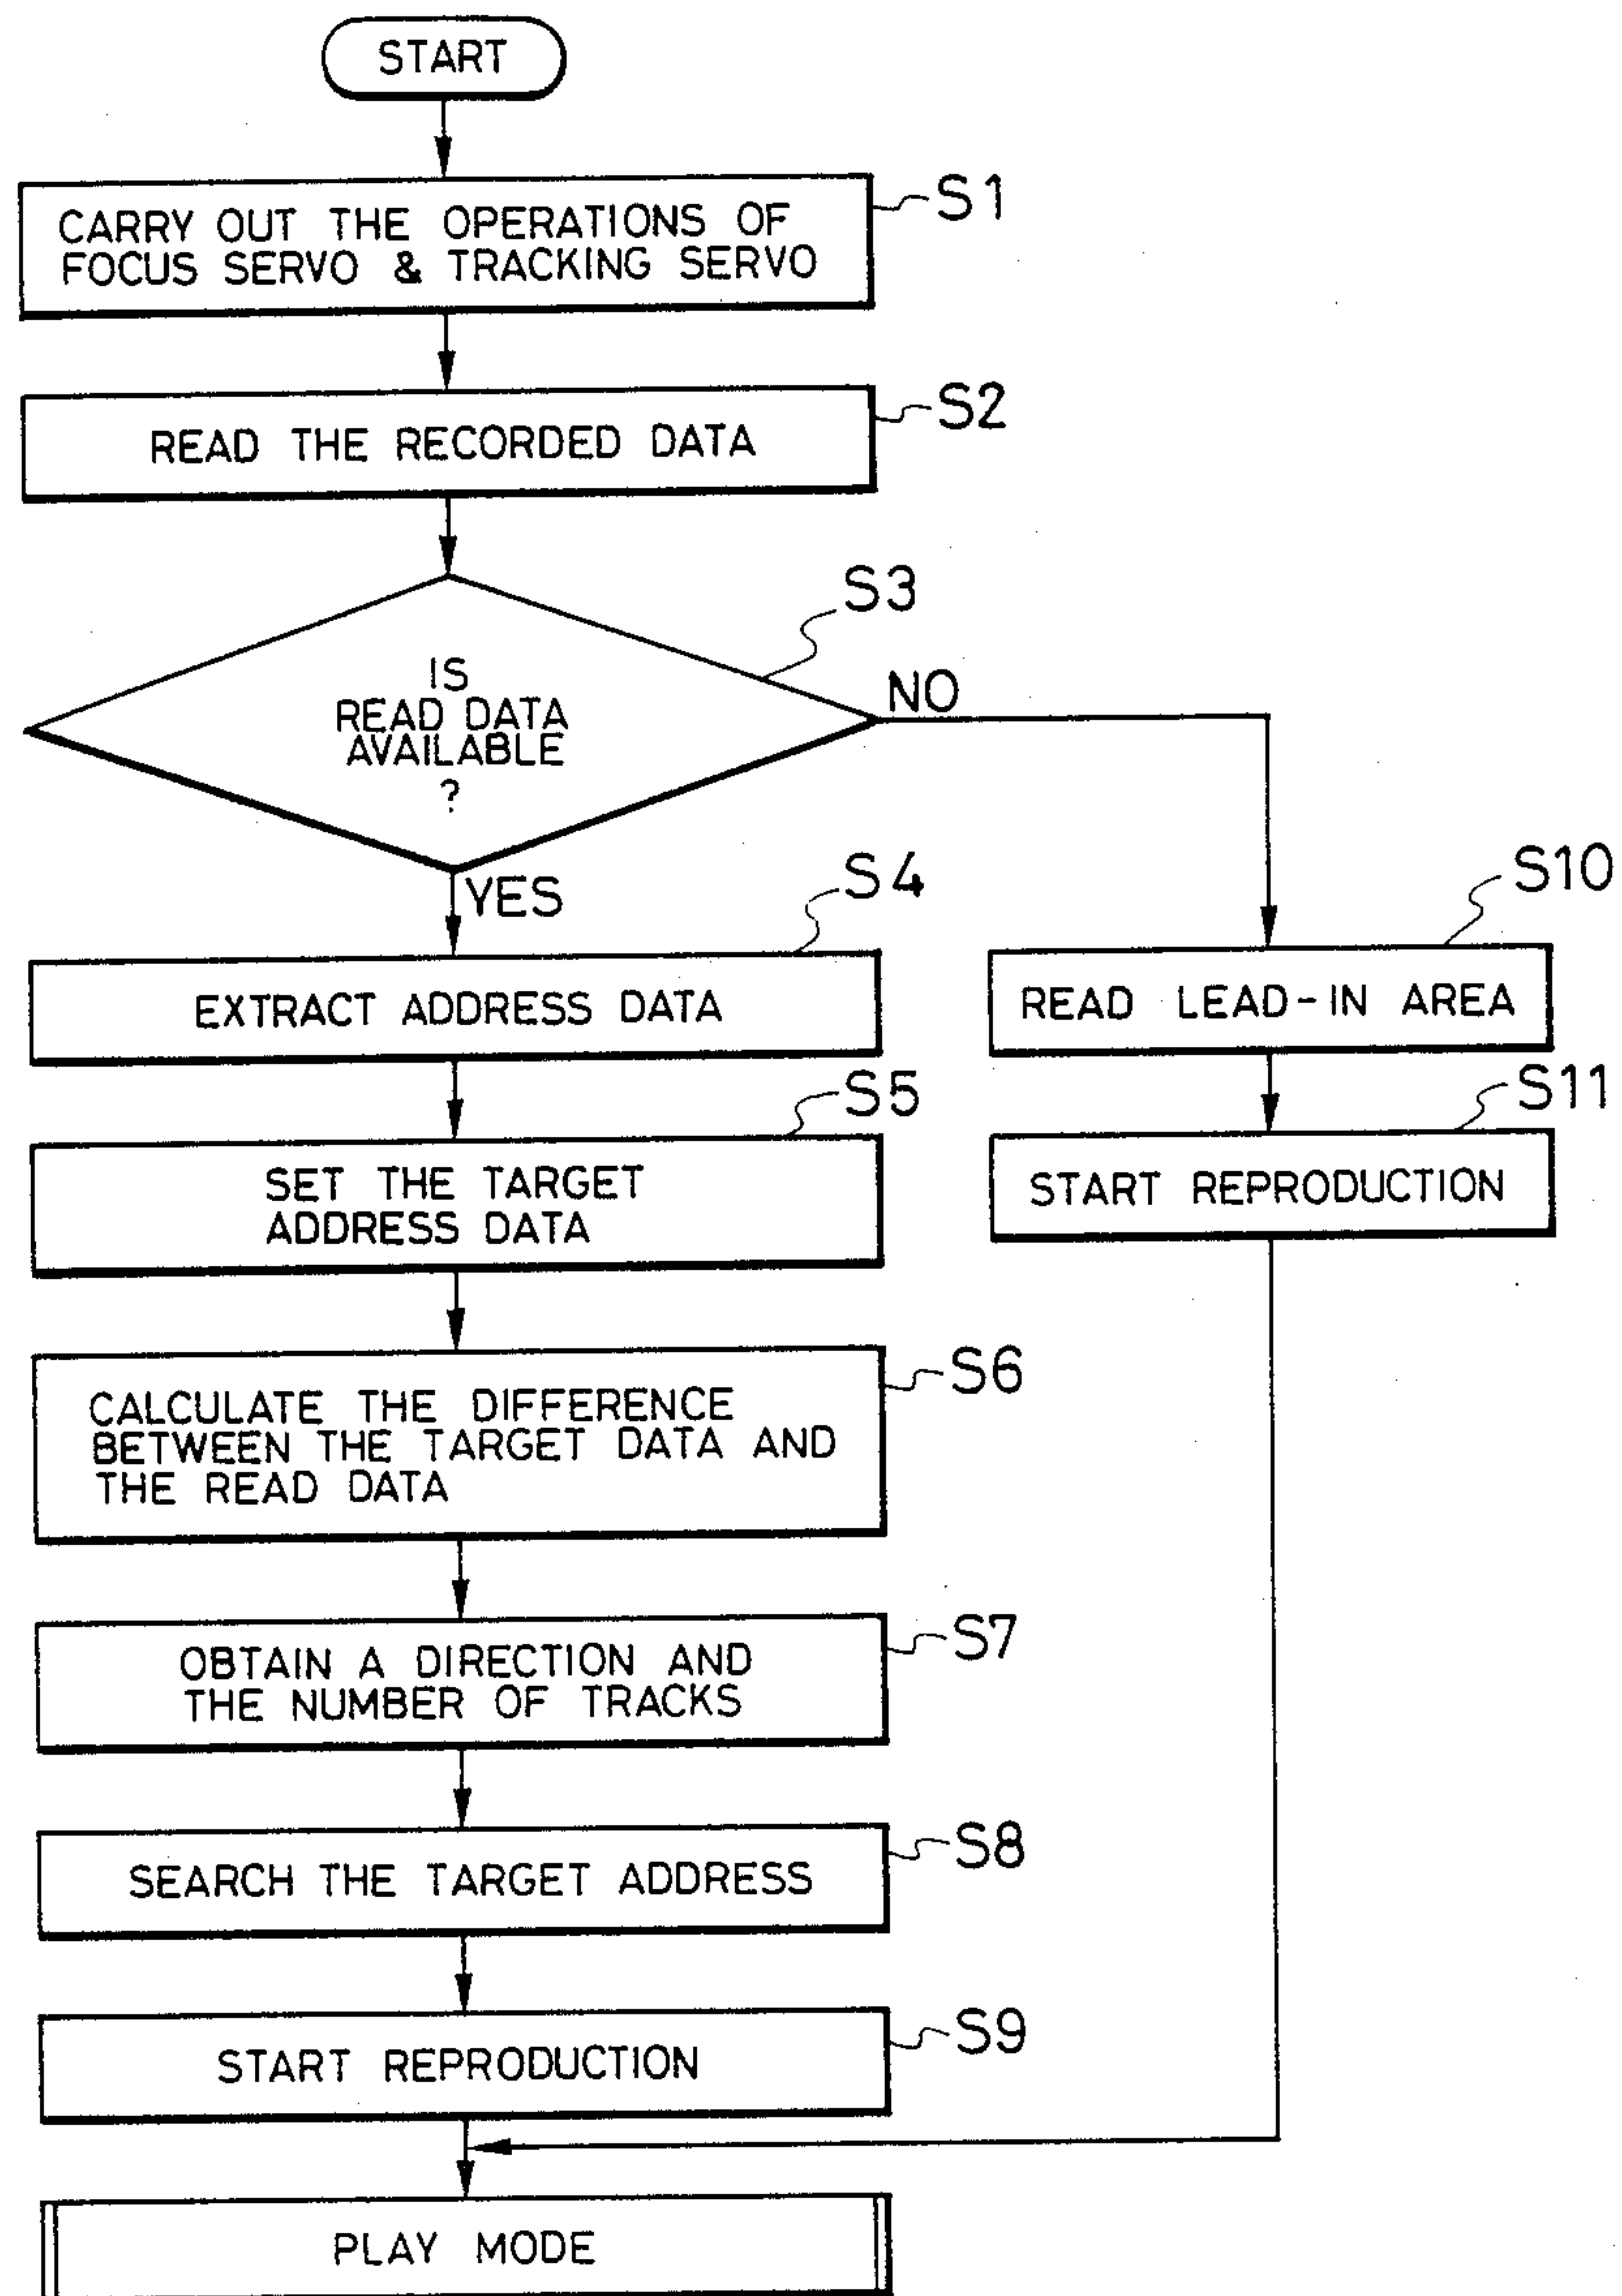 START
S1
CARRY OUT THE OPERATIONS OF
FOCUS SERVO & TRACKING SERVO
S2
READ THE RECORDED DATA
S3
IS
READ DATA
AVAILABLE
?
NO
YES
S4
EXTRACT ADDRESS DATA
S10
READ LEAD-IN AREA
S5
SET THE TARGET
ADDRESS DATA
S11
START REPRODUCTION
S6
CALCULATE THE DIFFERENCE
BETWEEN THE TARGET DATA AND
THE READ DATA
S7
OBTAIN A DIRECTION AND
THE NUMBER OF TRACKS
S8
SEARCH THE TARGET ADDRESS
S9
START REPRODUCTION
PLAY MODE